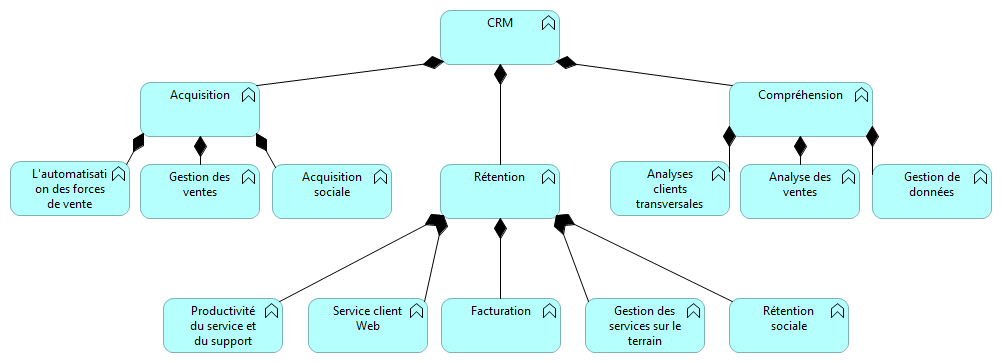 CRM
Acquisition
Compréhension
L'automatisati
on des forces
de vente
Gestion des
ventes
Acquisition
sociale
Rétention
Analyses
clients
transversales
Analyse des
ventes
Gestion de
données
Productivité
du service et
du support
Service client
Web
Facturation
Gestion des
services sur le
terrain
Rétention
sociale